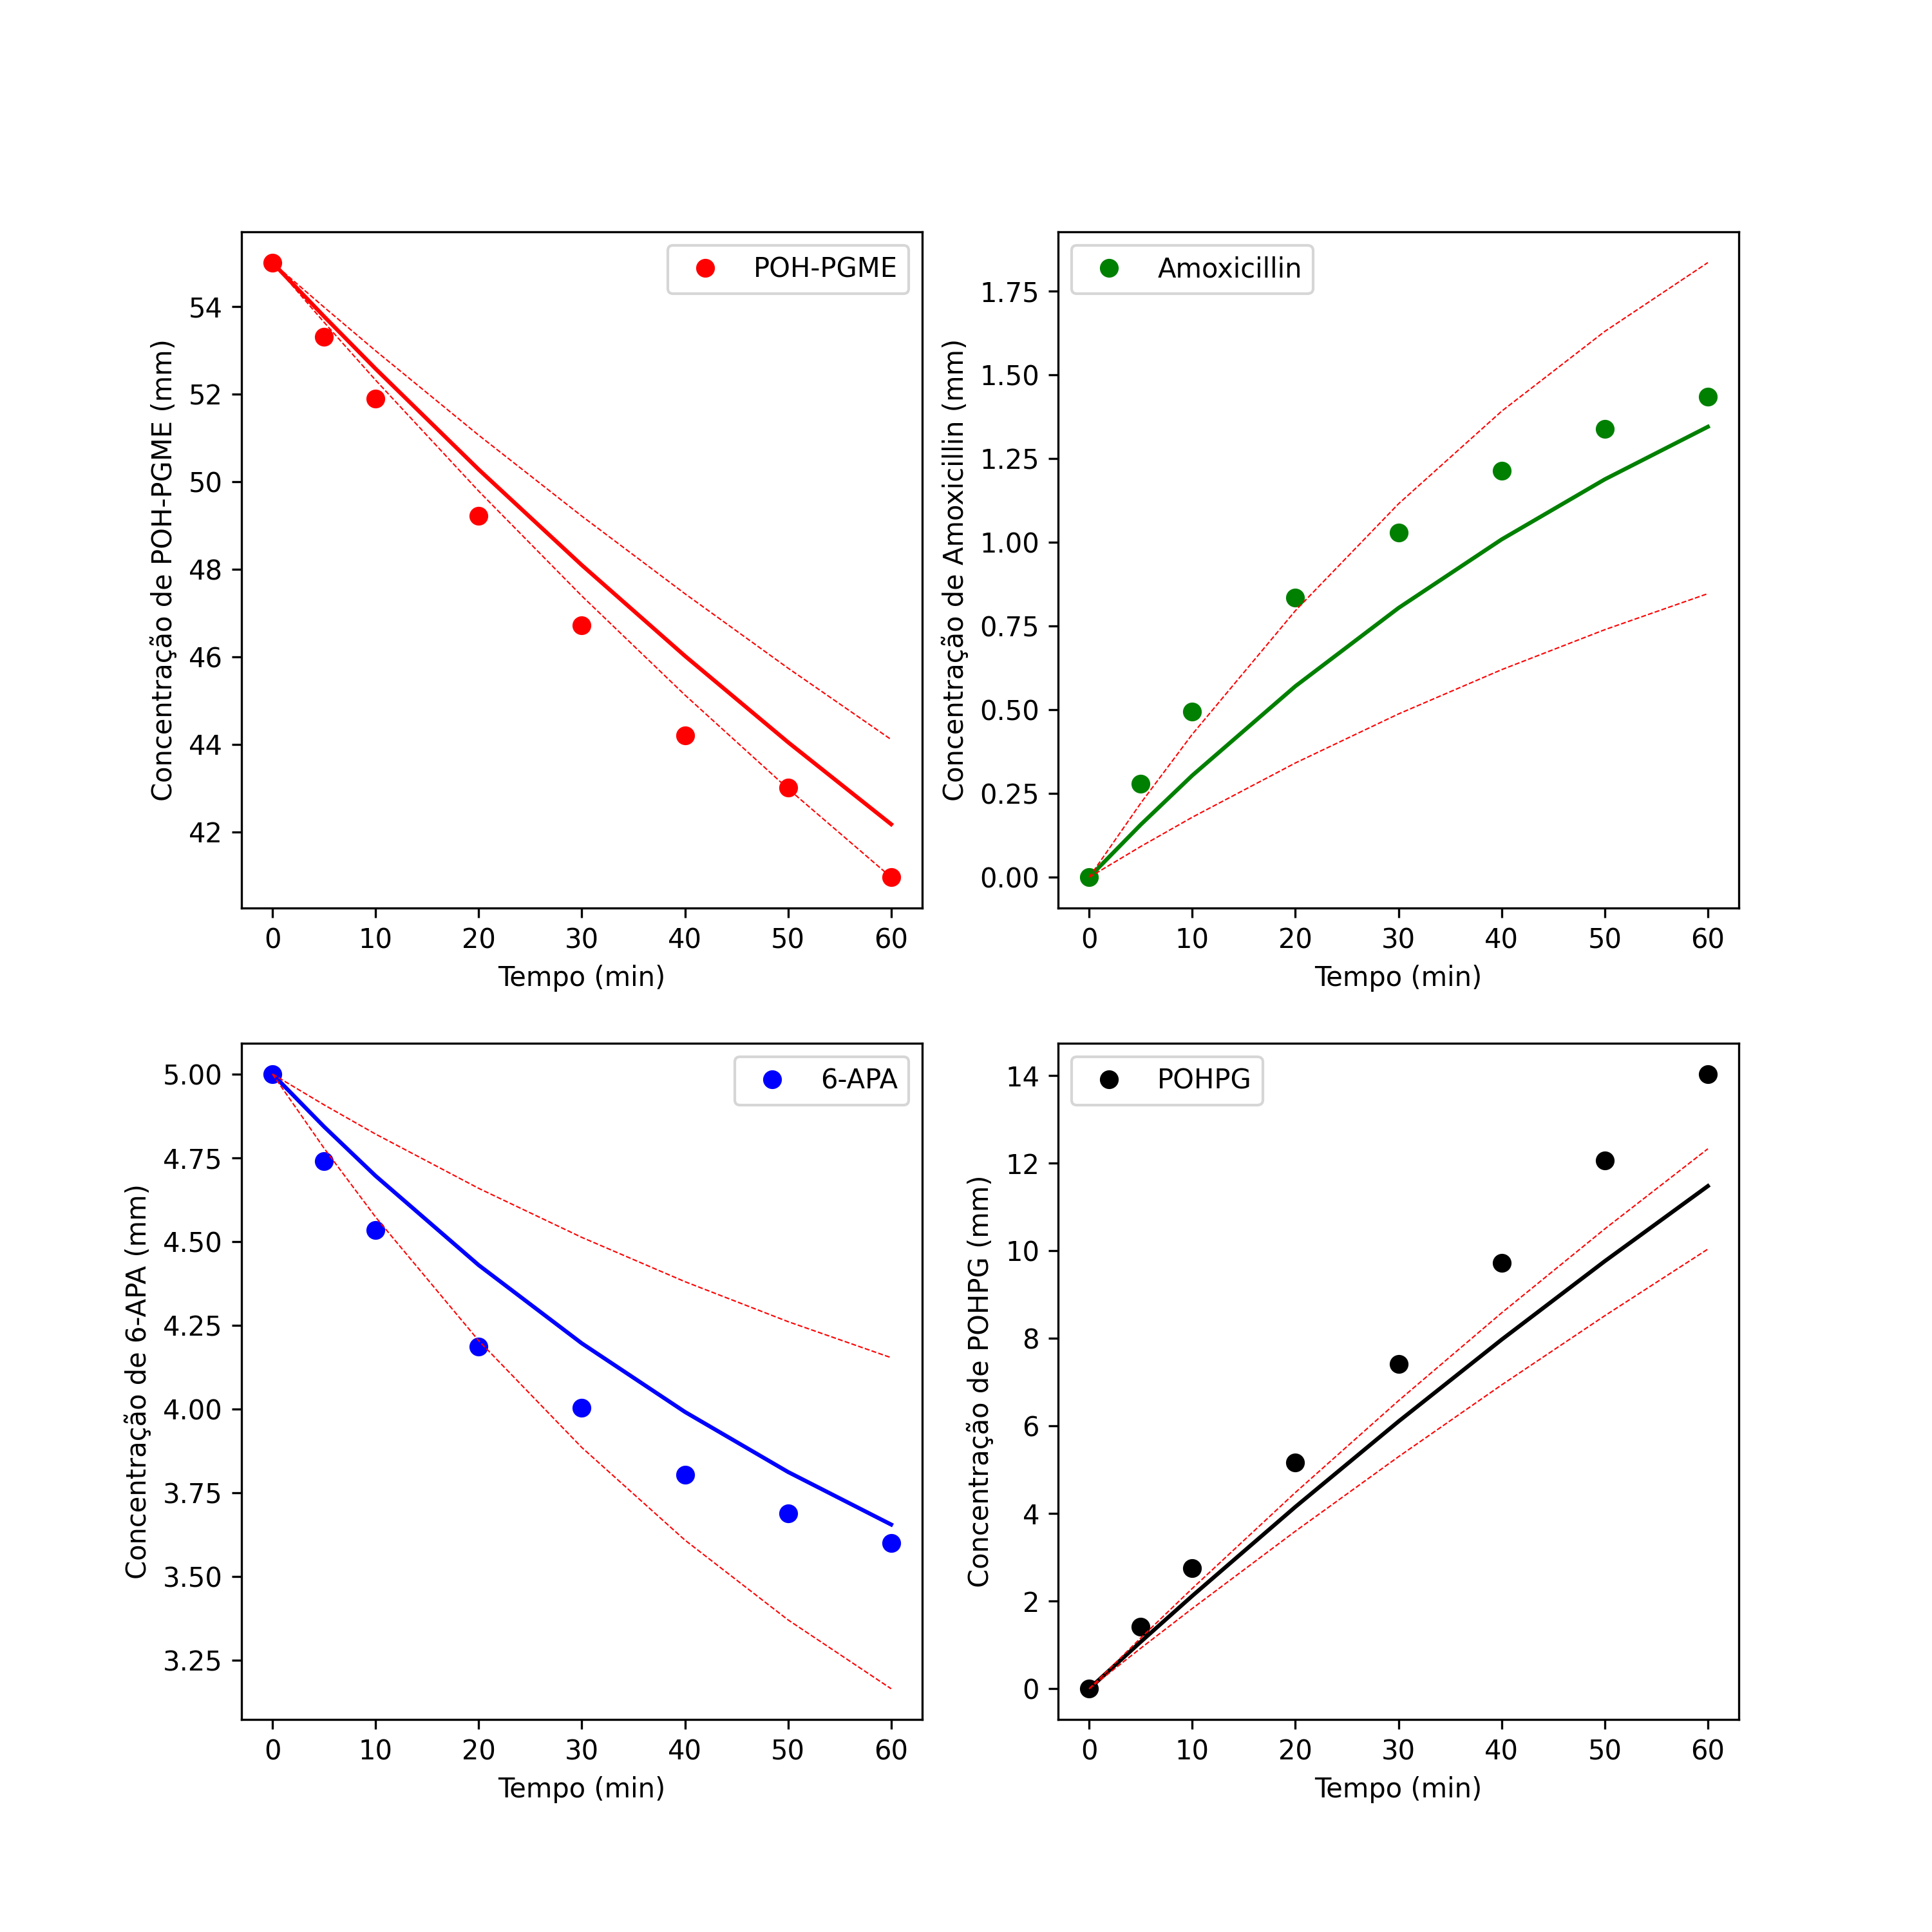 POH-PGME
Concentração de POH-PGME (mm)
54
52
50
48
46
44
42
0 10 20 30 40 50 60
Tempo (min)
Amoxicillin
Concentração de Amoxicillin (mm)
1.75
1.50
1.25
1.00
0.75
0.50
0.25
0.00
0 10 20 30 40 50 60
Tempo (min)
6-APA
Concentração de 6-APA (mm)
5.00
4.75
4.50
4.25
4.00
3.75
3.50
3.25
0 10 20 30 40 50 60
Tempo (min)
POHPG
Concentração de POHPG (mm)
14
12
10
8
6
4
2
0
0 10 20 30 40 50 60
Tempo (min)